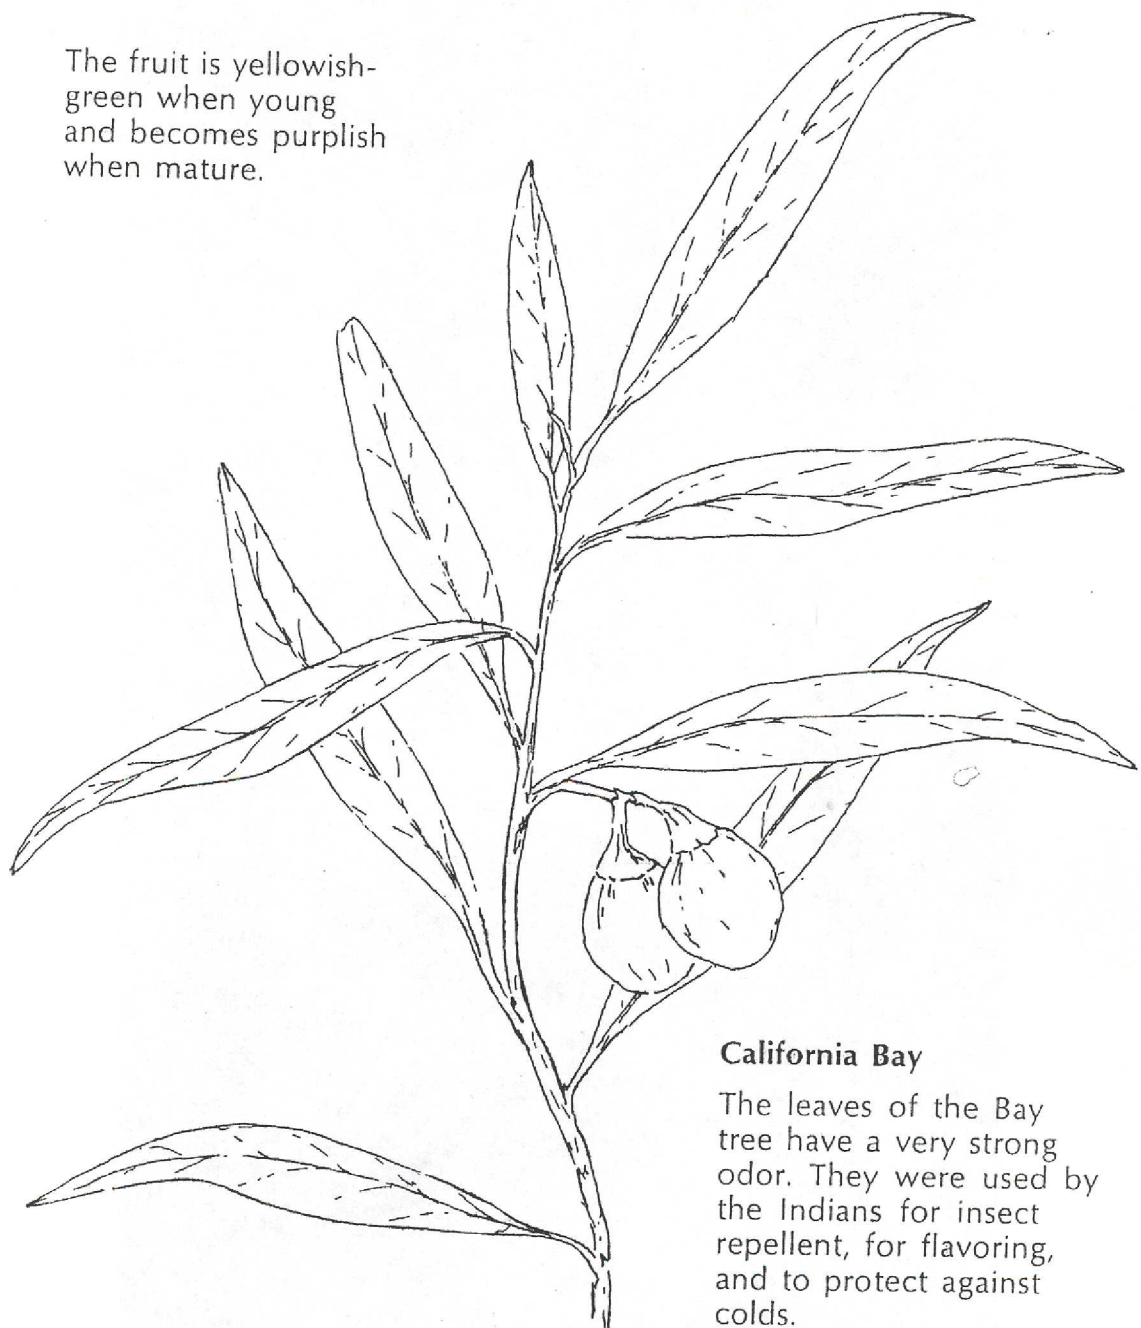 The fruit is yellowish-
green when young
and becomes purplish
when mature.
California Bay
The leaves of the Bay
tree have a very strong
odor. They were used by
the Indians for insect
repellent, for flavoring,
and to protect against
colds.